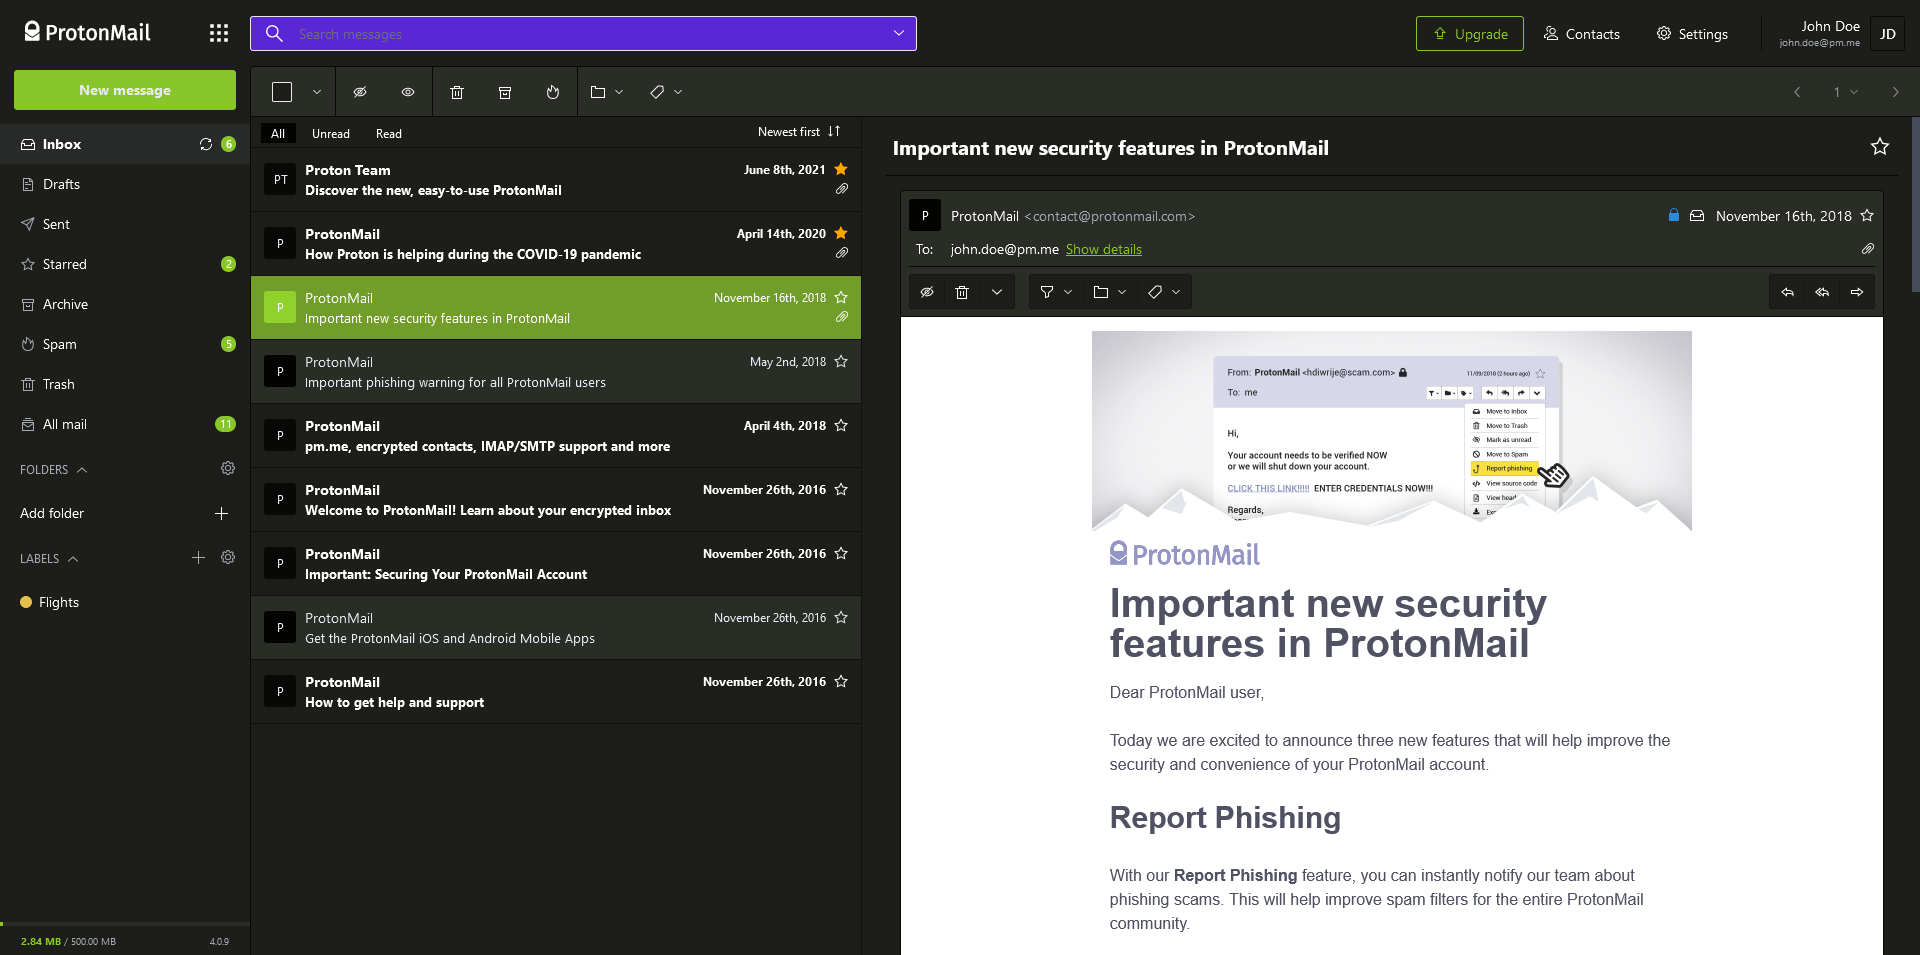 ProtonMail
Search messages
Upgrade
Contacts
Settings
John Doe
john.doe@pm.me
JD
New message
Inbox
6
Drafts
Sent
Starred
2
Archive
Spam
5
Trash
All mail
11
FOLDERS
Add folder
LABELS
Flights
2.84 MB / 500.00 MB
4.0.9
1
All
Unread
Read
Newest first
PT
Proton Team
June 8th, 2021
Discover the new, easy-to-use ProtonMail
P
ProtonMail
April 14th, 2020
How Proton is helping during the COVID-19 pandemic
P
ProtonMail
November 16th, 2018
Important new security features in ProtonMail
P
ProtonMail
May 2nd, 2018
Important phishing warning for all ProtonMail users
P
ProtonMail
April 4th, 2018
pm.me, encrypted contacts, IMAP/SMTP support and more
P
ProtonMail
November 26th, 2016
Welcome to ProtonMail! Learn about your encrypted inbox
P
ProtonMail
November 26th, 2016
Important: Securing Your ProtonMail Account
P
ProtonMail
November 26th, 2016
Get the ProtonMail iOS and Android Mobile Apps
P
ProtonMail
November 26th, 2016
How to get help and support
Important new security features in ProtonMail
P
ProtonMail <contact@protonmail.com>
November 16th, 2018
To: john.doe@pm.me Show details
From: ProtonMail <hdiwrije@scam.com>
11/09/2018 (2 hours ago)
To: me
Move to Inbox
Move to Trash
Mark as unread
Move to Spam
Report phishing
View source code
Hi,
Your account needs to be verified NOW
or we will shut down your account.
CLICK THIS LINK!!!!! ENTER CREDENTIALS NOW!!!
Regards,
ProtonMail
Important new security
features in ProtonMail
Dear ProtonMail user,
Today we are excited to announce three new features that will help improve the
security and convenience of your ProtonMail account.
Report Phishing
With our Report Phishing feature, you can instantly notify our team about
phishing scams. This will help improve spam filters for the entire ProtonMail
community.